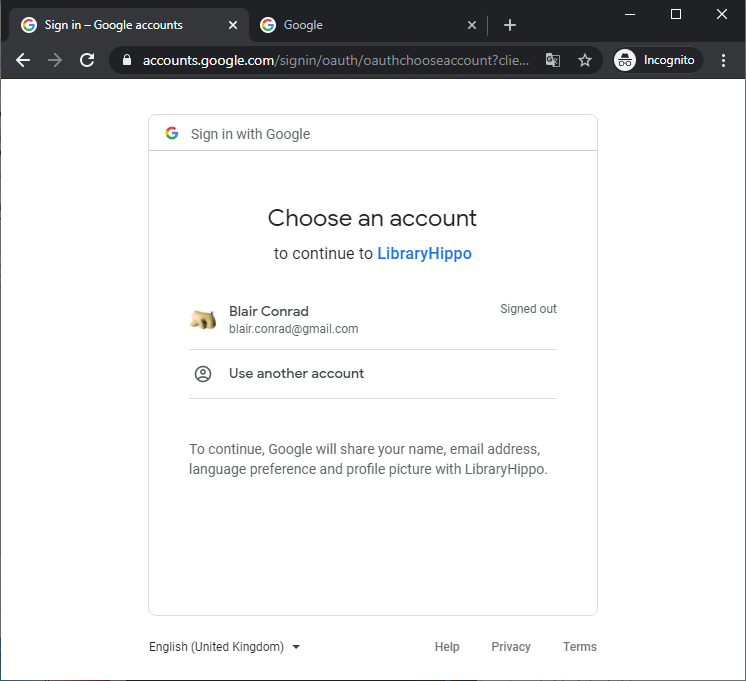 Sign in – Google accounts
Google
accounts.google.com/signin/oauth/oauthchooseaccount?clie...
Incognito
Sign in with Google
Choose an account
to continue to LibraryHippo
Blair Conrad
Signed out
blair.conrad@gmail.com
Use another account
To continue, Google will share your name, email address,
language preference and profile picture with LibraryHippo.
English (United Kingdom)
Help
Privacy
Terms